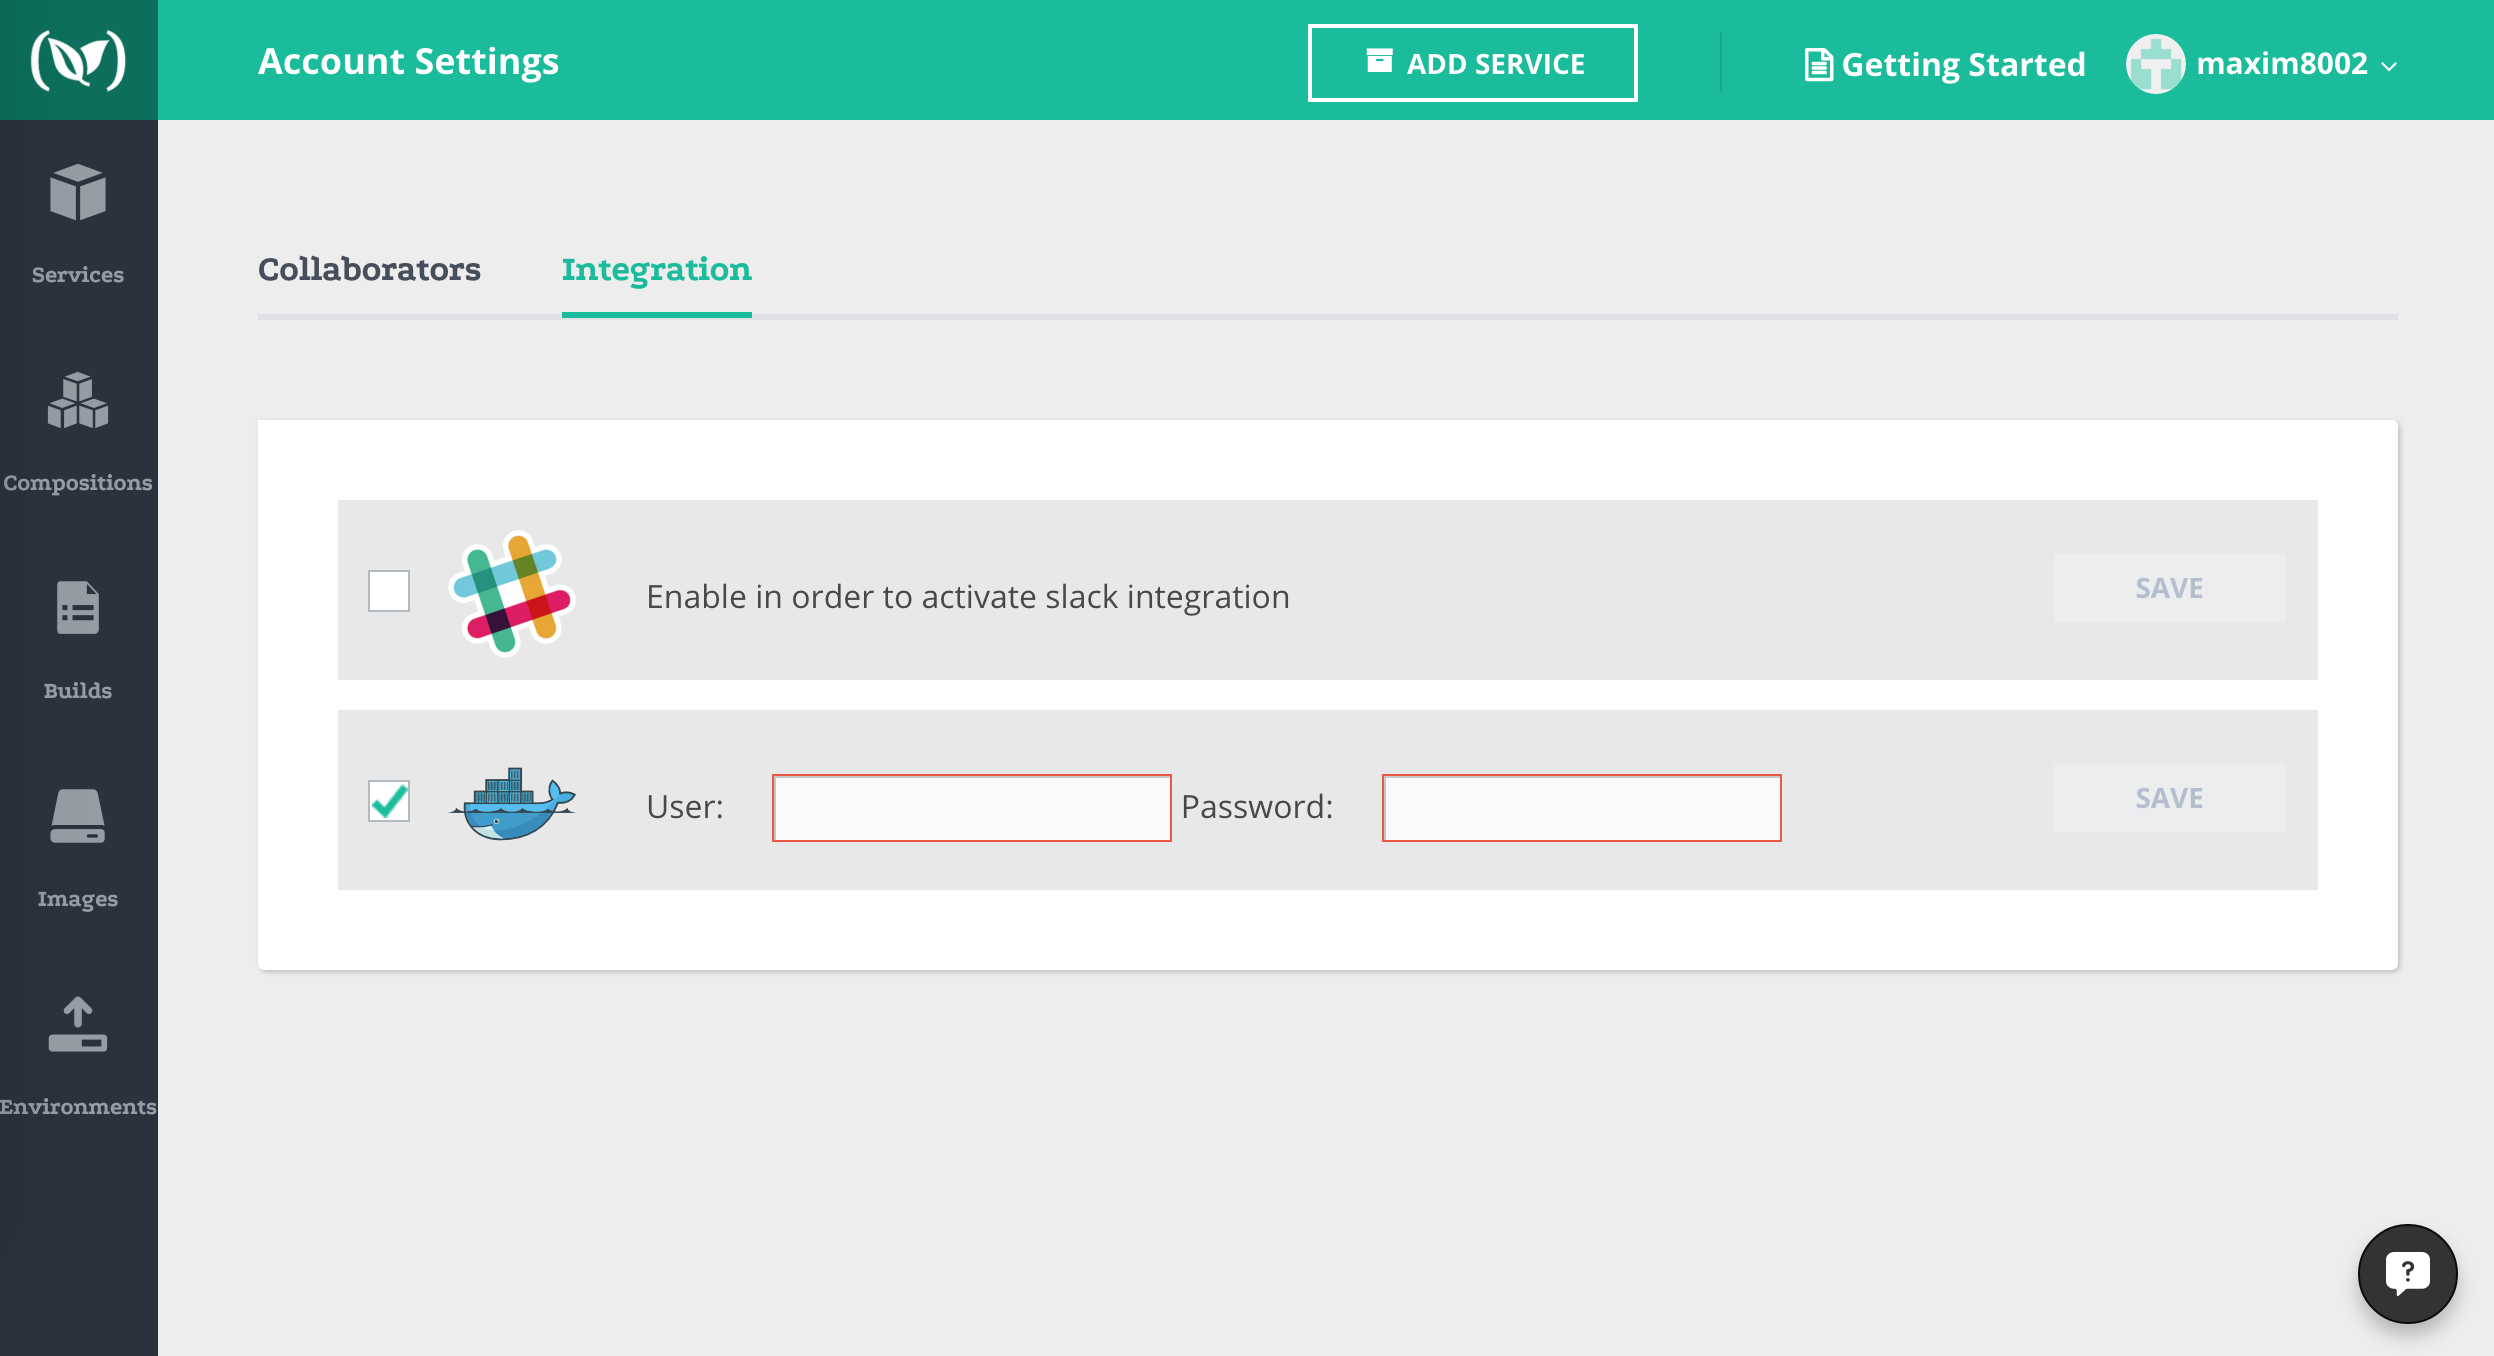 Account Settings
ADD SERVICE
Getting Started
maxim8002
Services
Compositions
Builds
Images
Environments
Collaborators
Integration
Enable in order to activate slack integration
SAVE
User:
Password:
SAVE
?